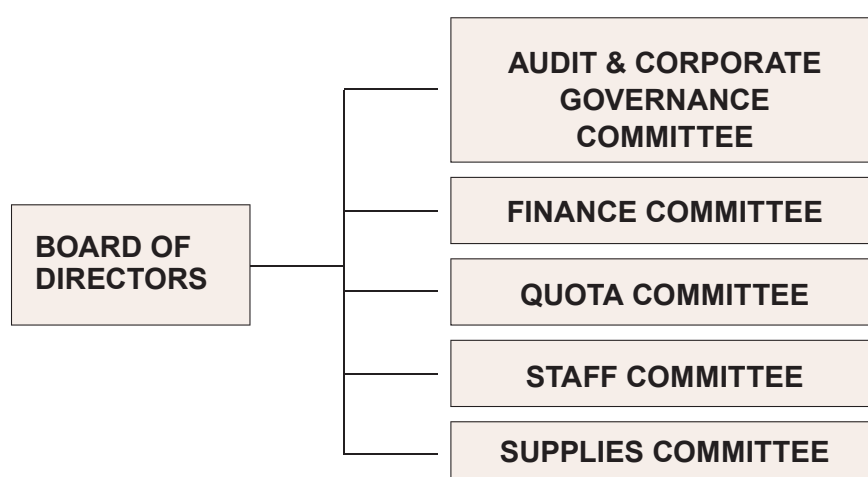 AUDIT & CORPORATE
GOVERNANCE
COMMITTEE
FINANCE COMMITTEE
BOARD OF
DIRECTORS
QUOTA COMMITTEE
STAFF COMMITTEE
SUPPLIES COMMITTEE